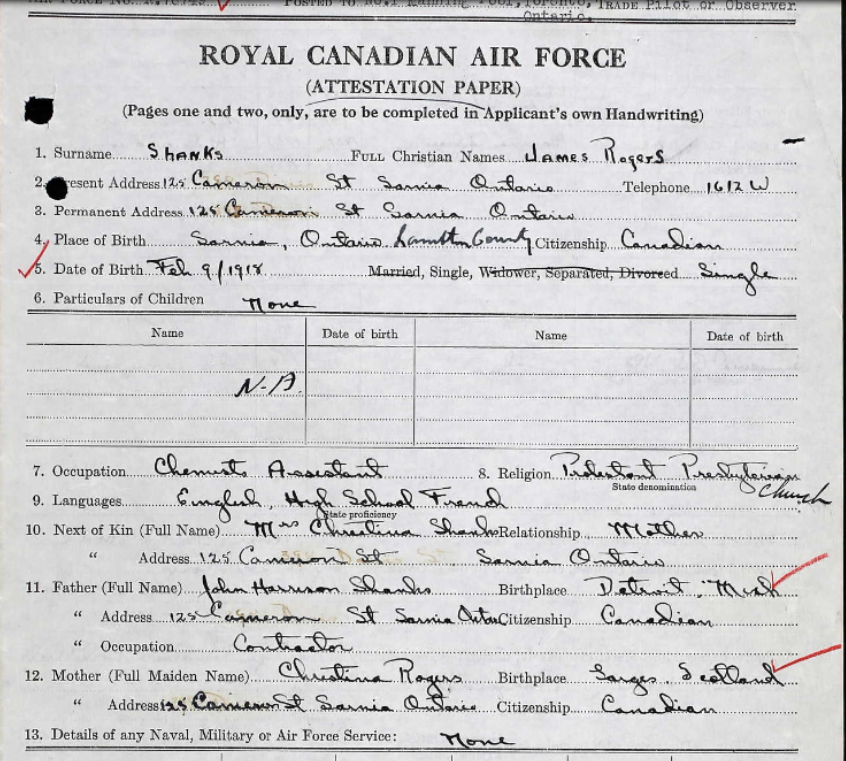 POSTED TO No.1 Manning Pool, Toronto, TRADE Pilot or Observer
Ontario.
ROYAL CANADIAN AIR FORCE
(ATTESTATION PAPER)
(Pages one and two, only, are to be completed in Applicant's own Handwriting)
1. Surname Shanks FULL Christian Names James Rogers
2. Present Address 125 Cameron St Sarnia Ontario Telephone 1612 W
3. Permanent Address 125 Cameron St Sarnia Ontario
4. Place of Birth Sarnia, Ontario Lambton County Citizenship Canadian
5. Date of Birth Feb 9/1918 Married, Single, Widower, Separated, Divorced Single
6. Particulars of Children None
Name Date of birth Name Date of birth
N.A.
7. Occupation Chemists Assistant 8. Religion Protestant Presbyterian Church
State denomination
9. Languages English, High School French
State proficiency
10. Next of Kin (Full Name) Mrs Christina Shanks Relationship Mother
" Address 125 Cameron St Sarnia Ontario
11. Father (Full Name) John Harrison Shanks Birthplace Detroit, Mich
" Address 125 Cameron St Sarnia Citizenship Canadian
" Occupation Contractor
12. Mother (Full Maiden Name) Christina Rogers Birthplace Scotland
" Address 125 Cameron St Sarnia Ontario Citizenship Canadian
13. Details of any Naval, Military or Air Force Service: None